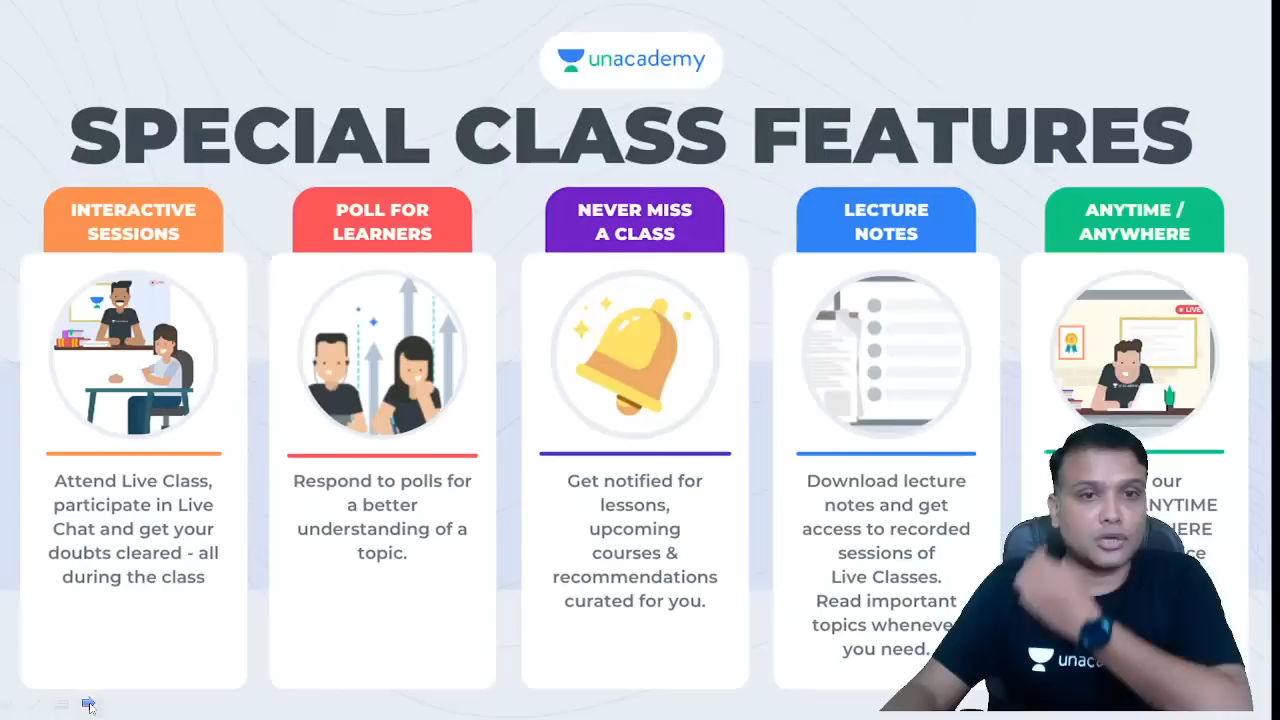 unacademy
SPECIAL CLASS FEATURES
INTERACTIVE
SESSIONS
Attend Live Class,
participate in Live
Chat and get your
doubts cleared - all
during the class
POLL FOR
LEARNERS
Respond to polls for
a better
understanding of a
topic.
NEVER MISS
A CLASS
Get notified for
lessons,
upcoming
courses &
recommendations
curated for you.
LECTURE
NOTES
Download lecture
notes and get
access to recorded
sessions of
Live Classes.
Read important
topics wheneve
you need.
ANYTIME /
ANYWHERE
LIVE
our
NYTIME
HERE
ce
unac